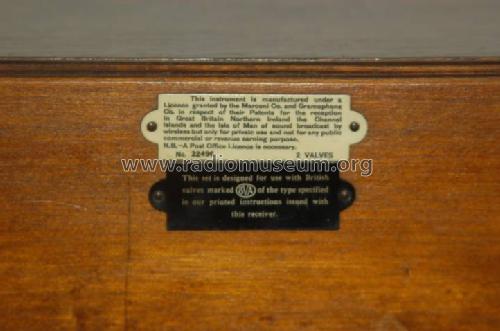 This instrument is manufactured under a
Licence granted by the Marconi Co. and Gramophone
Co. in respect of their Patents for the reception
in Great Britain Northern Ireland the Channel
Islands and the Isle of Man of sound broadcast by
wireless but only for private use and not for any public
commercial or revenue earning purpose.
N.B.—A Post Office Licence is necessary.
No. 2 VALVES
http://www.radiomuseum.org
This set is designed for use with British
valves marked BVA of the type specified
in our printed instructions issued with
this receiver.